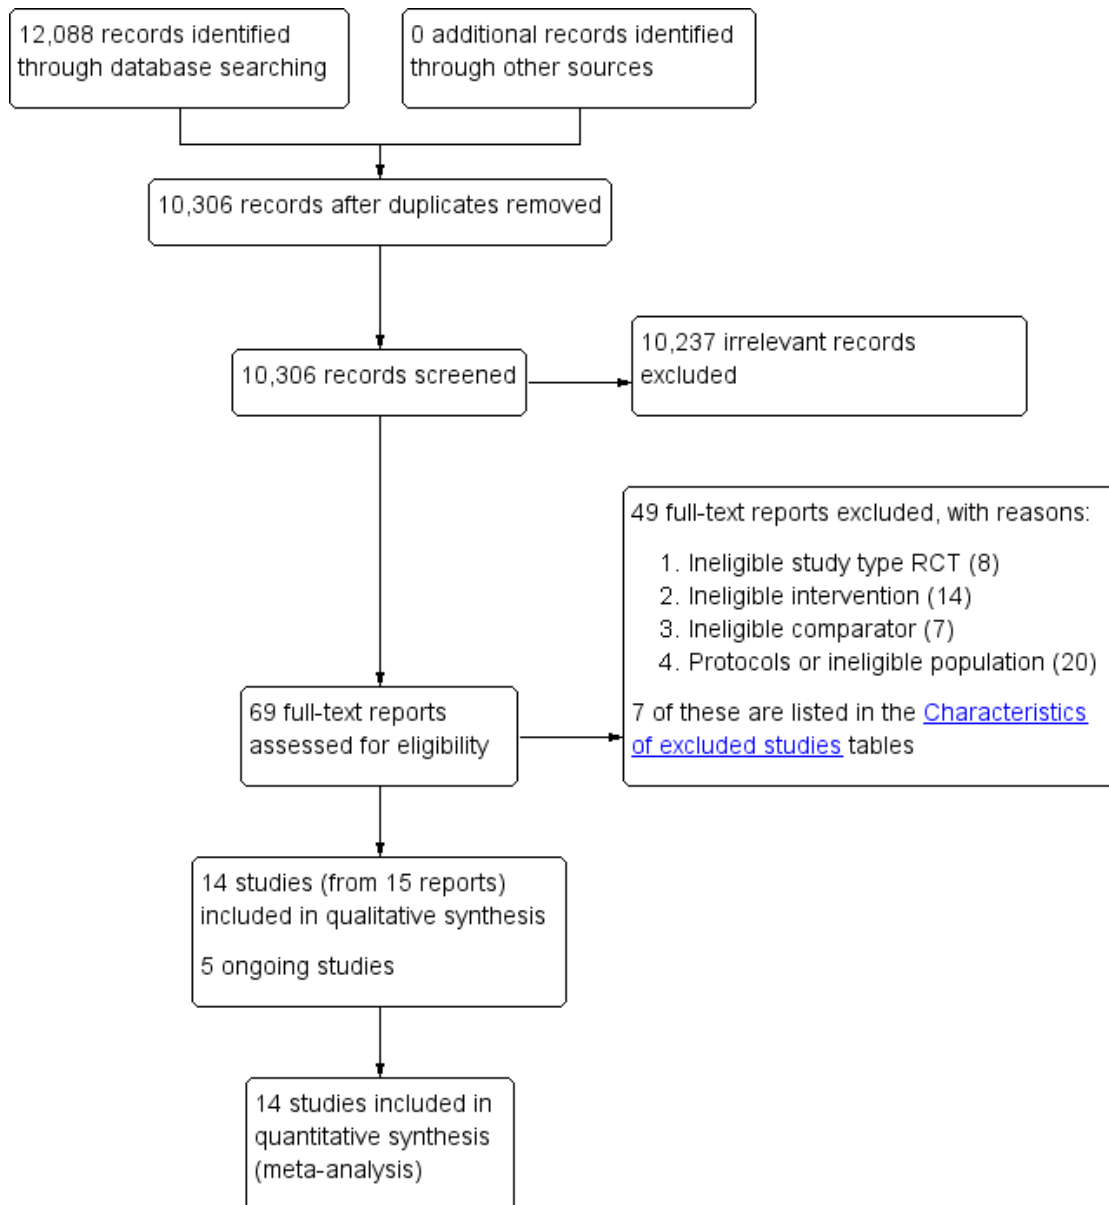 12,088 records identified
through database searching
0 additional records identified
through other sources
10,306 records after duplicates removed
10,306 records screened
10,237 irrelevant records
excluded
69 full-text reports
assessed for eligibility
49 full-text reports excluded, with reasons:
1. Ineligible study type RCT (8)
2. Ineligible intervention (14)
3. Ineligible comparator (7)
4. Protocols or ineligible population (20)
7 of these are listed in the Characteristics
of excluded studies tables
14 studies (from 15 reports)
included in qualitative synthesis
5 ongoing studies
14 studies included in
quantitative synthesis
(meta-analysis)